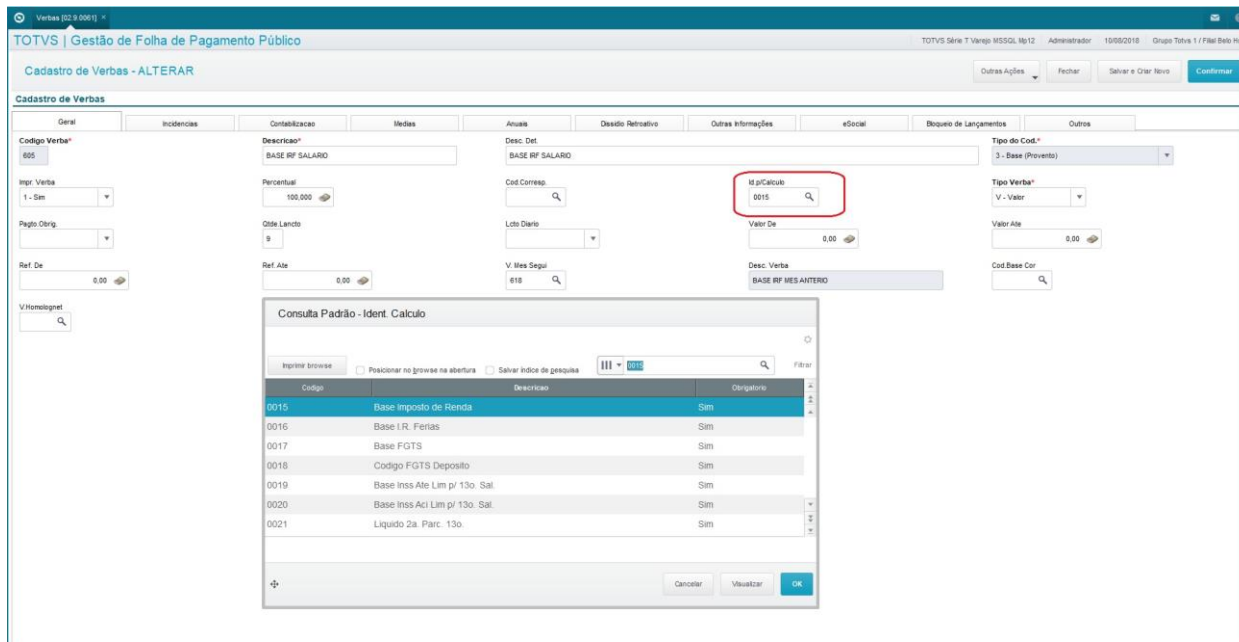 Verbas [02.9.0061] ×
TOTVS | Gestão de Folha de Pagamento Público
TOTVS Série T Varejo MSSQL Mp12 Administrador 10/08/2018 Grupo Totvs 1 / Filial Belo H
Cadastro de Verbas - ALTERAR
Outras Ações Fechar Salvar e Criar Novo Confirmar
Cadastro de Verbas
Geral Incidencias Contabilizacao Medias Anuais Dissidio Retroativo Outras Informações eSocial Bloqueio de Lançamentos Outros
Codigo Verba* Descricao* Desc. Det. Tipo do Cod.*
605 BASE IRF SALARIO BASE IRF SALARIO 3 - Base (Provento)
Impr. Verba Percentual Cod.Corresp. Id.p/Calculo Tipo Verba*
1 - Sim 100,000 0015 V - Valor
Pagto.Obrig. Qtde.Lancto Lcto Diario Valor De Valor Ate
9 0,00 0,00
Ref. De Ref. Ate V. Mes Segui Desc. Verba Cod.Base Cor
0,00 0,00 618 BASE IRF MES ANTERIO
V.Homolognet
Consulta Padrão - Ident. Calculo
Imprimir browse Posicionar no browse na abertura Salvar índice de pesquisa 0015 Filtrar
Codigo Descricao Obrigatorio
0015 Base Imposto de Renda Sim
0016 Base I.R. Ferias Sim
0017 Base FGTS Sim
0018 Codigo FGTS Deposito Sim
0019 Base Inss Ate Lim p/ 13o. Sal. Sim
0020 Base Inss Aci Lim p/ 13o. Sal. Sim
0021 Liquido 2a. Parc. 13o. Sim
Cancelar Visualizar OK